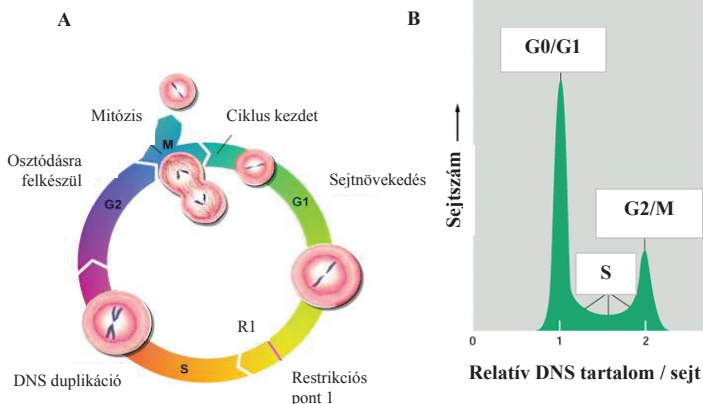 A
Mitózis
Ciklus kezdet
M
Osztódásra
felkészül
Sejtnövekedés
G2
G1
R1
S
DNS duplikáció
Restrikciós
pont 1
B
G0/G1
Sejtszám
G2/M
S
0
1
2
Relatív DNS tartalom / sejt